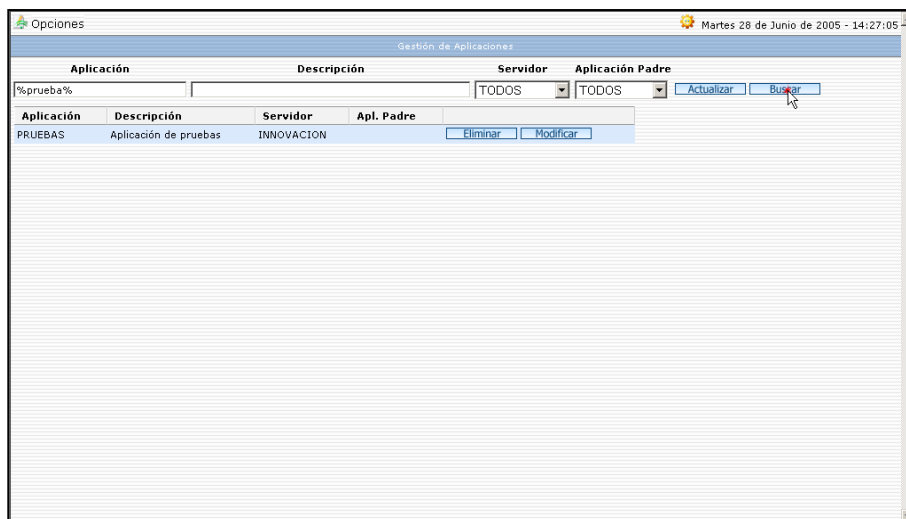 Opciones Martes 28 de Junio de 2005 - 14:27:05
Gestión de Aplicaciones
Aplicación Descripción Servidor Aplicación Padre
%prueba% TODOS TODOS Actualizar Buscar
Aplicación Descripción Servidor Apl. Padre
PRUEBAS Aplicación de pruebas INNOVACION Eliminar Modificar